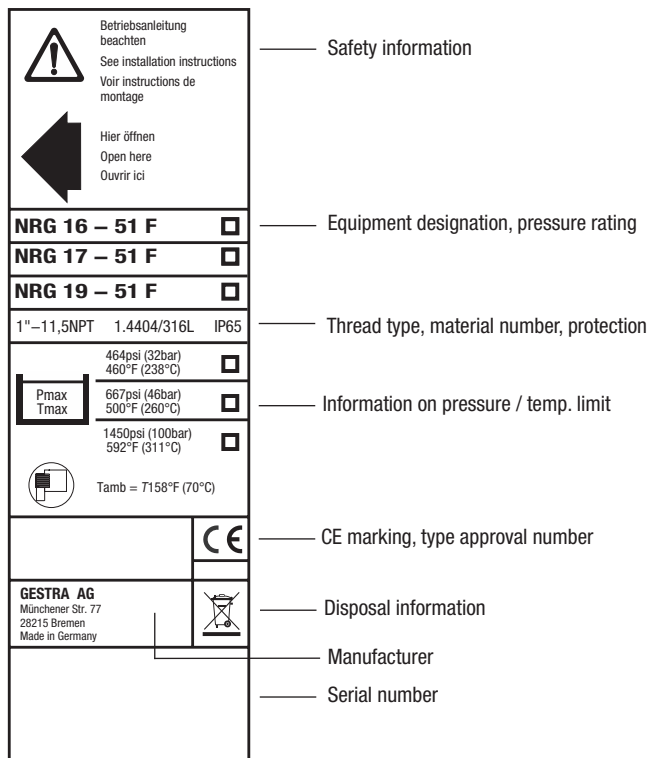 Betriebsanleitung
beachten
See installation instructions
Voir instructions de
montage
Safety information
Hier öffnen
Open here
Ouvrir ici
NRG 16 – 51 F
Equipment designation, pressure rating
NRG 17 – 51 F
NRG 19 – 51 F
1"–11,5NPT 1.4404/316L IP65
Thread type, material number, protection
Pmax
Tmax
464psi (32bar)
460°F (238°C)
667psi (46bar)
500°F (260°C)
1450psi (100bar)
592°F (311°C)
Information on pressure / temp. limit
Tamb = T158°F (70°C)
CE
CE marking, type approval number
GESTRA AG
Münchener Str. 77
28215 Bremen
Made in Germany
Disposal information
Manufacturer
Serial number